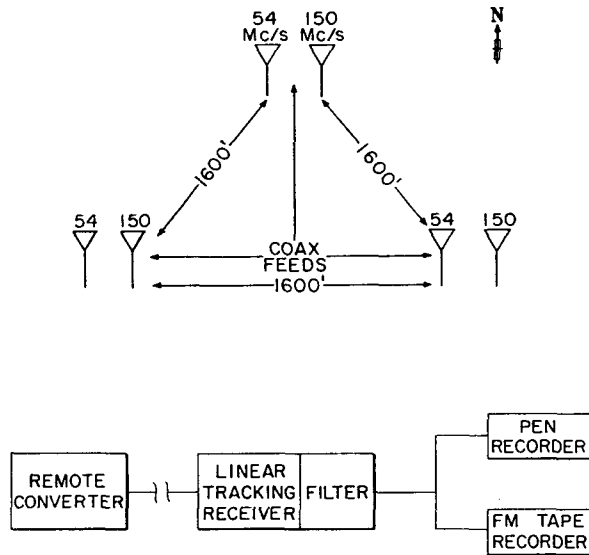 54
Mc/s
150
Mc/s
N
1600'
1600'
54
150
54
150
COAX
FEEDS
1600'
REMOTE
CONVERTER
LINEAR
TRACKING
RECEIVER
FILTER
PEN
RECORDER
FM TAPE
RECORDER